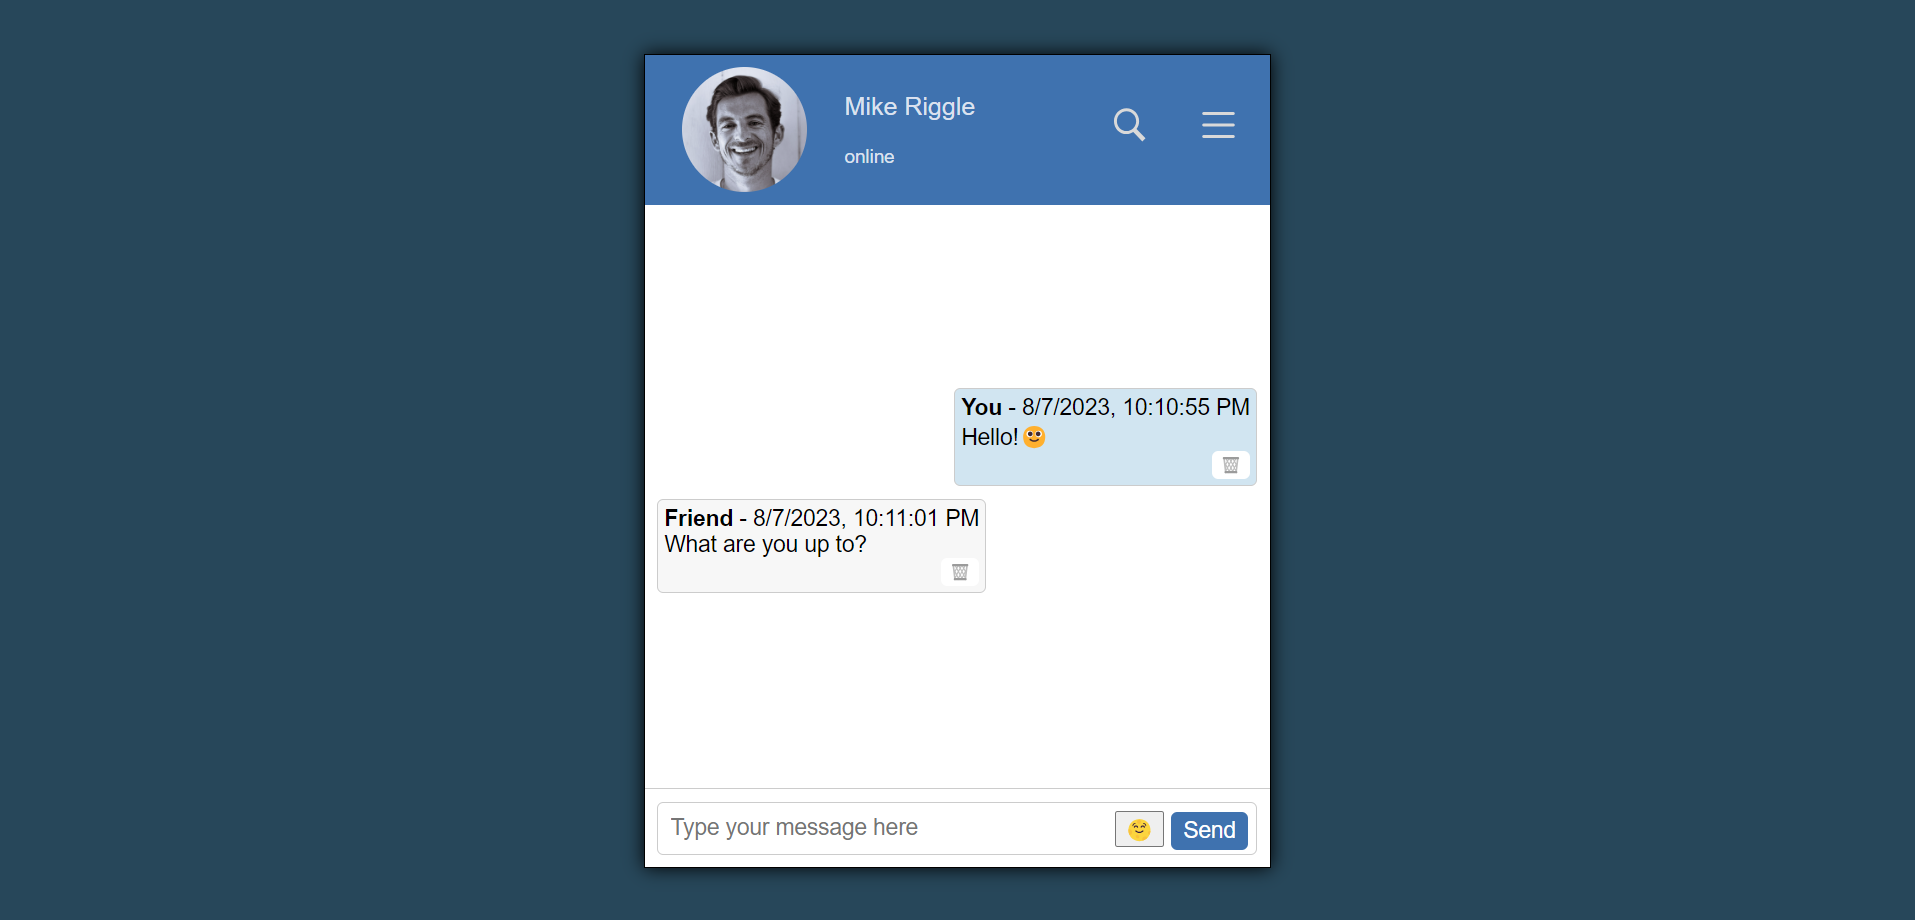 Mike Riggle
online
You - 8/7/2023, 10:10:55 PM
Hello!🙂
Friend - 8/7/2023, 10:11:01 PM
What are you up to?
Type your message here
Send